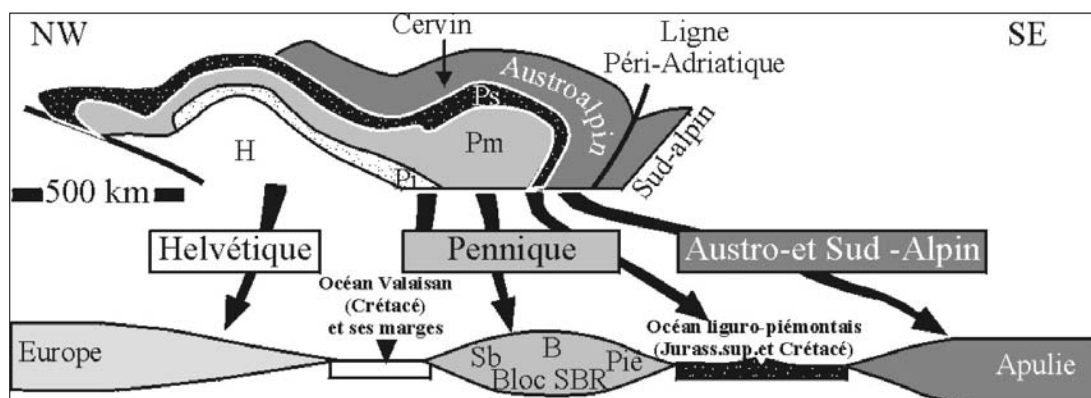 NW
Cervin
Ligne
Péri-Adriatique
SE
Austroalpin
Ps
H
Pm
Pi
Sud-alpin
500 km
Helvétique
Pennique
Austro-et Sud -Alpin
Océan Valaisan
(Crétacé)
et ses marges
Océan liguro-piémontais
(Jurass.sup.et Crétacé)
Europe
Sb
B
Pié
Bloc SBR
Apulie